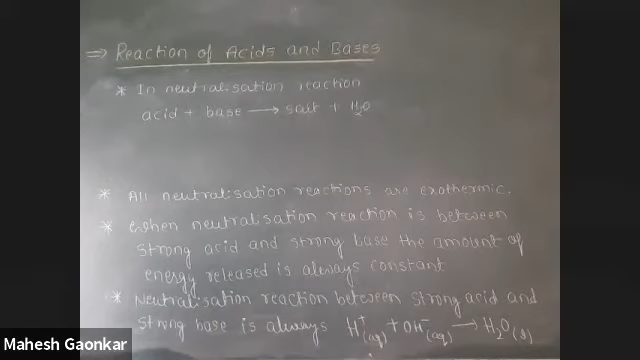 ⇒ Reaction of Acids and Bases
* In neutralisation reaction
acid + base ⟶ salt + H₂O
* All neutralisation reactions are exothermic.
* When neutralisation reaction is between
strong acid and strong base the amount of
energy released is always constant
* Neutralisation reaction between strong acid and
strong base is always H⁺(aq) + OH⁻(aq) ⟶ H₂O(l)
Mahesh Gaonkar